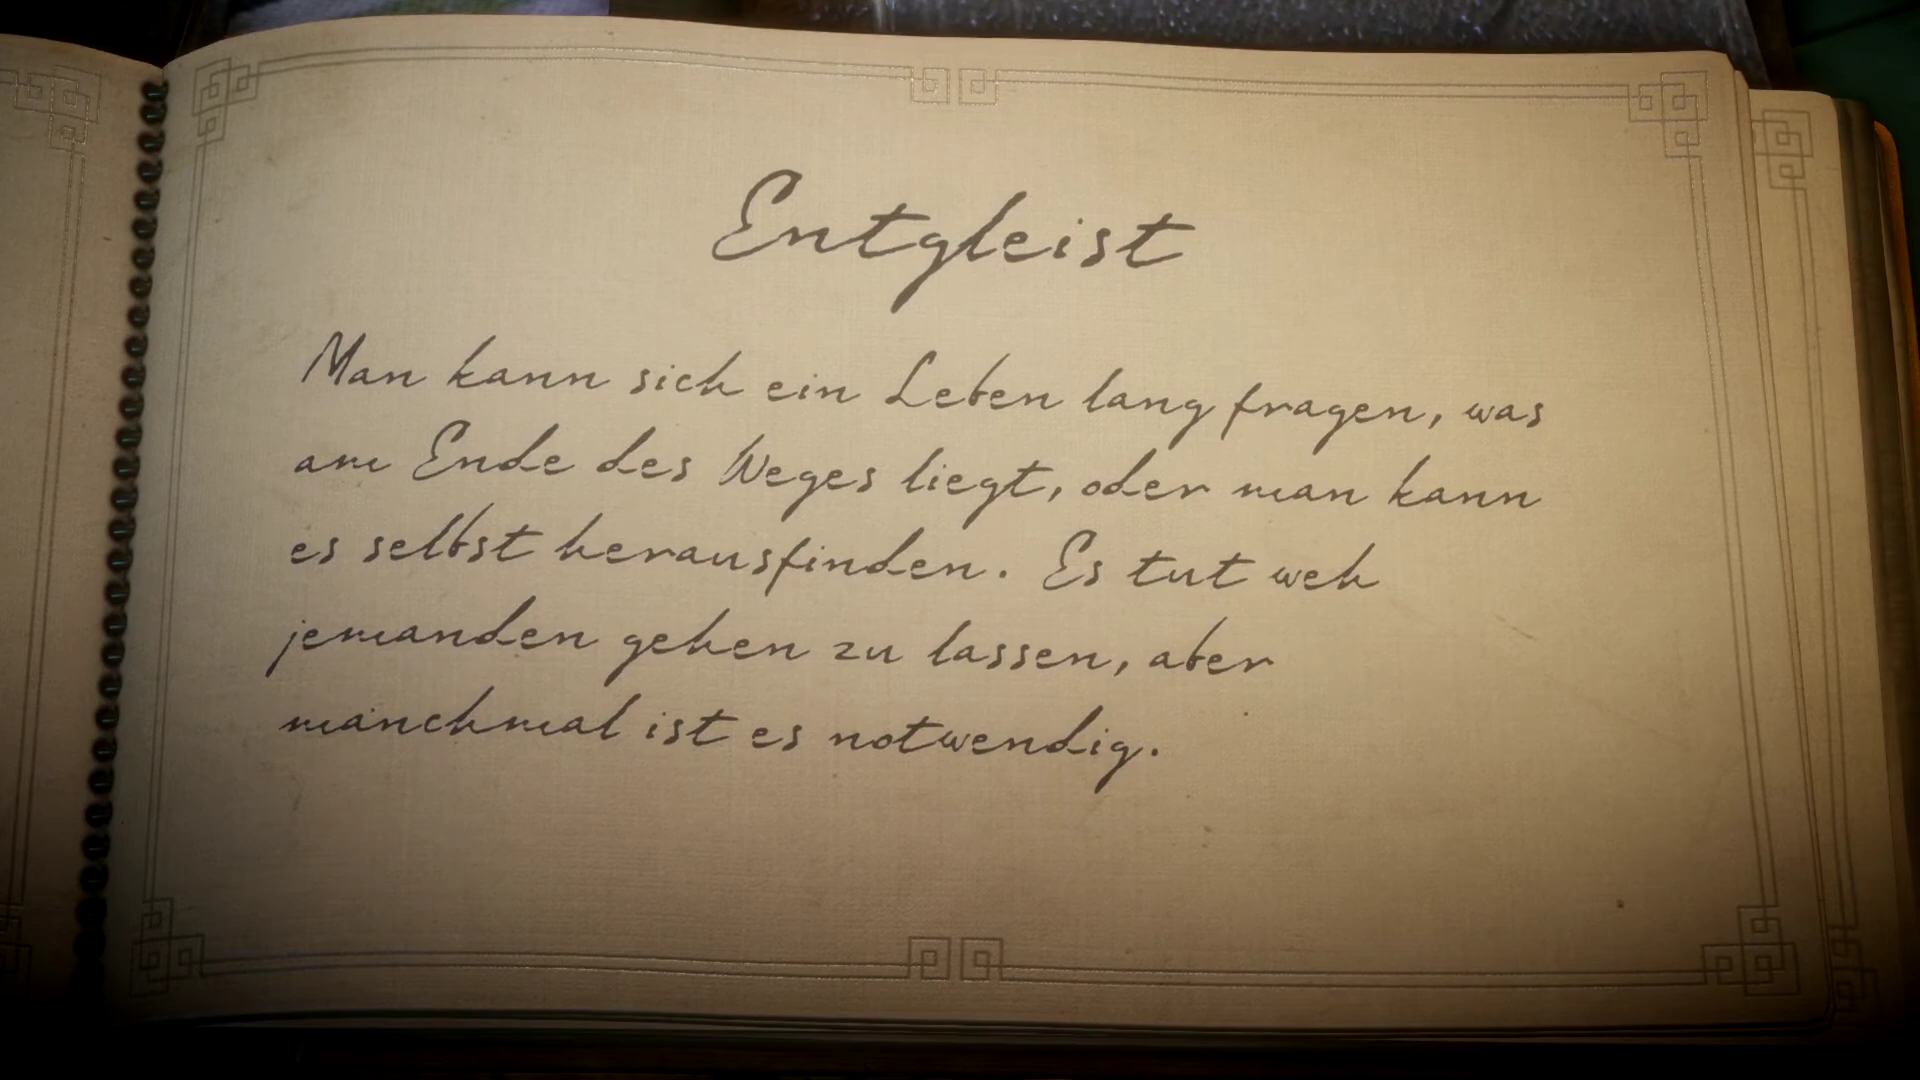 Entgleist
Man kann sich ein Leben lang fragen, was
am Ende des Weges liegt, oder man kann
es selbst herausfinden. Es tut weh
jemanden gehen zu lassen, aber
manchmal ist es notwendig.